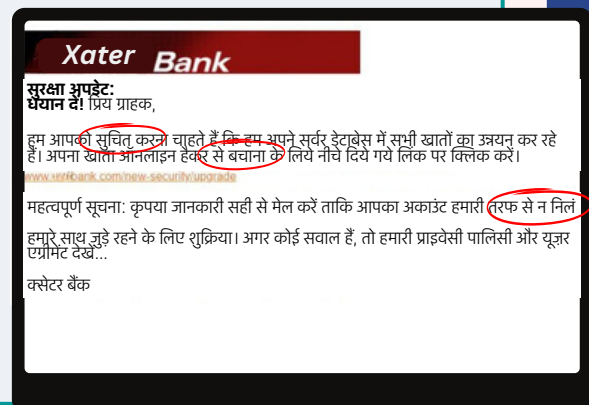 Xater Bank
सुरक्षा अपडेट:
ध्यान दें! प्रिय ग्राहक,
हम आपको सुचित् करना चाहते हैं कि हम अपने सर्वर डेटाबेस में सभी खातों का उन्नयन कर रहे
हैं। अपना खाता ऑनलाइन हैकर से बचाना के लिये नीचे दिये गये लिंक पर क्लिक करें।
bank.com/new-security/upgrade
महत्वपूर्ण सूचना: कृपया जानकारी सही से मेल करें ताकि आपका अकाउंट हमारी तरफ से न निलं
हमारे साथ जुड़े रहने के लिए शुक्रिया। अगर कोई सवाल हैं, तो हमारी प्राइवेसी पालिसी और यूज़र
एग्रीमेंट देखें...
क्सेटर बैंक